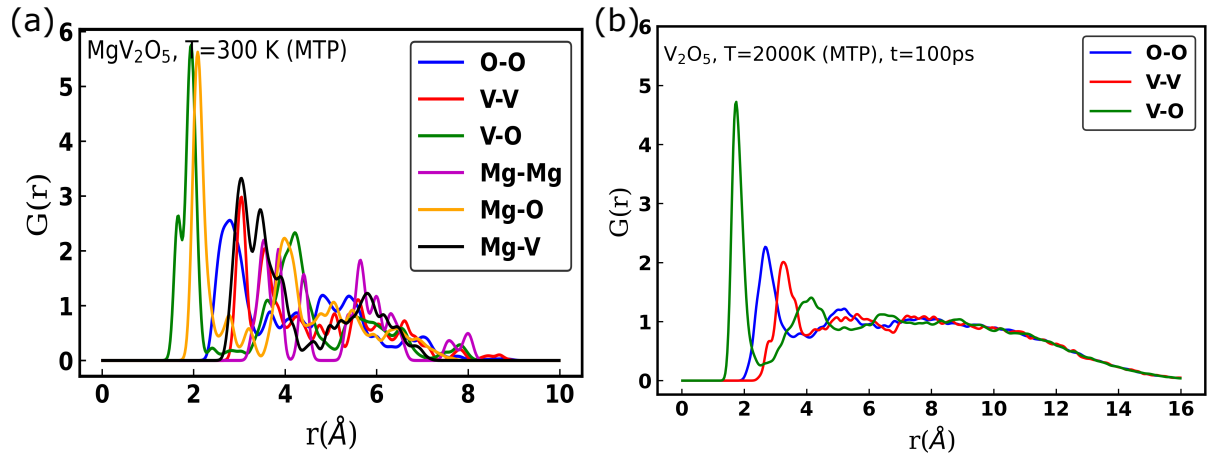 (a)
MgV₂O₅, T=300 K (MTP)
O-O
V-V
V-O
Mg-Mg
Mg-O
Mg-V
G(r)
6
5
4
3
2
1
0
0 2 4 6 8 10
r(Å)
(b)
V₂O₅, T=2000K (MTP), t=100ps
O-O
V-V
V-O
G(r)
6
5
4
3
2
1
0
0 2 4 6 8 10 12 14 16
r(Å)